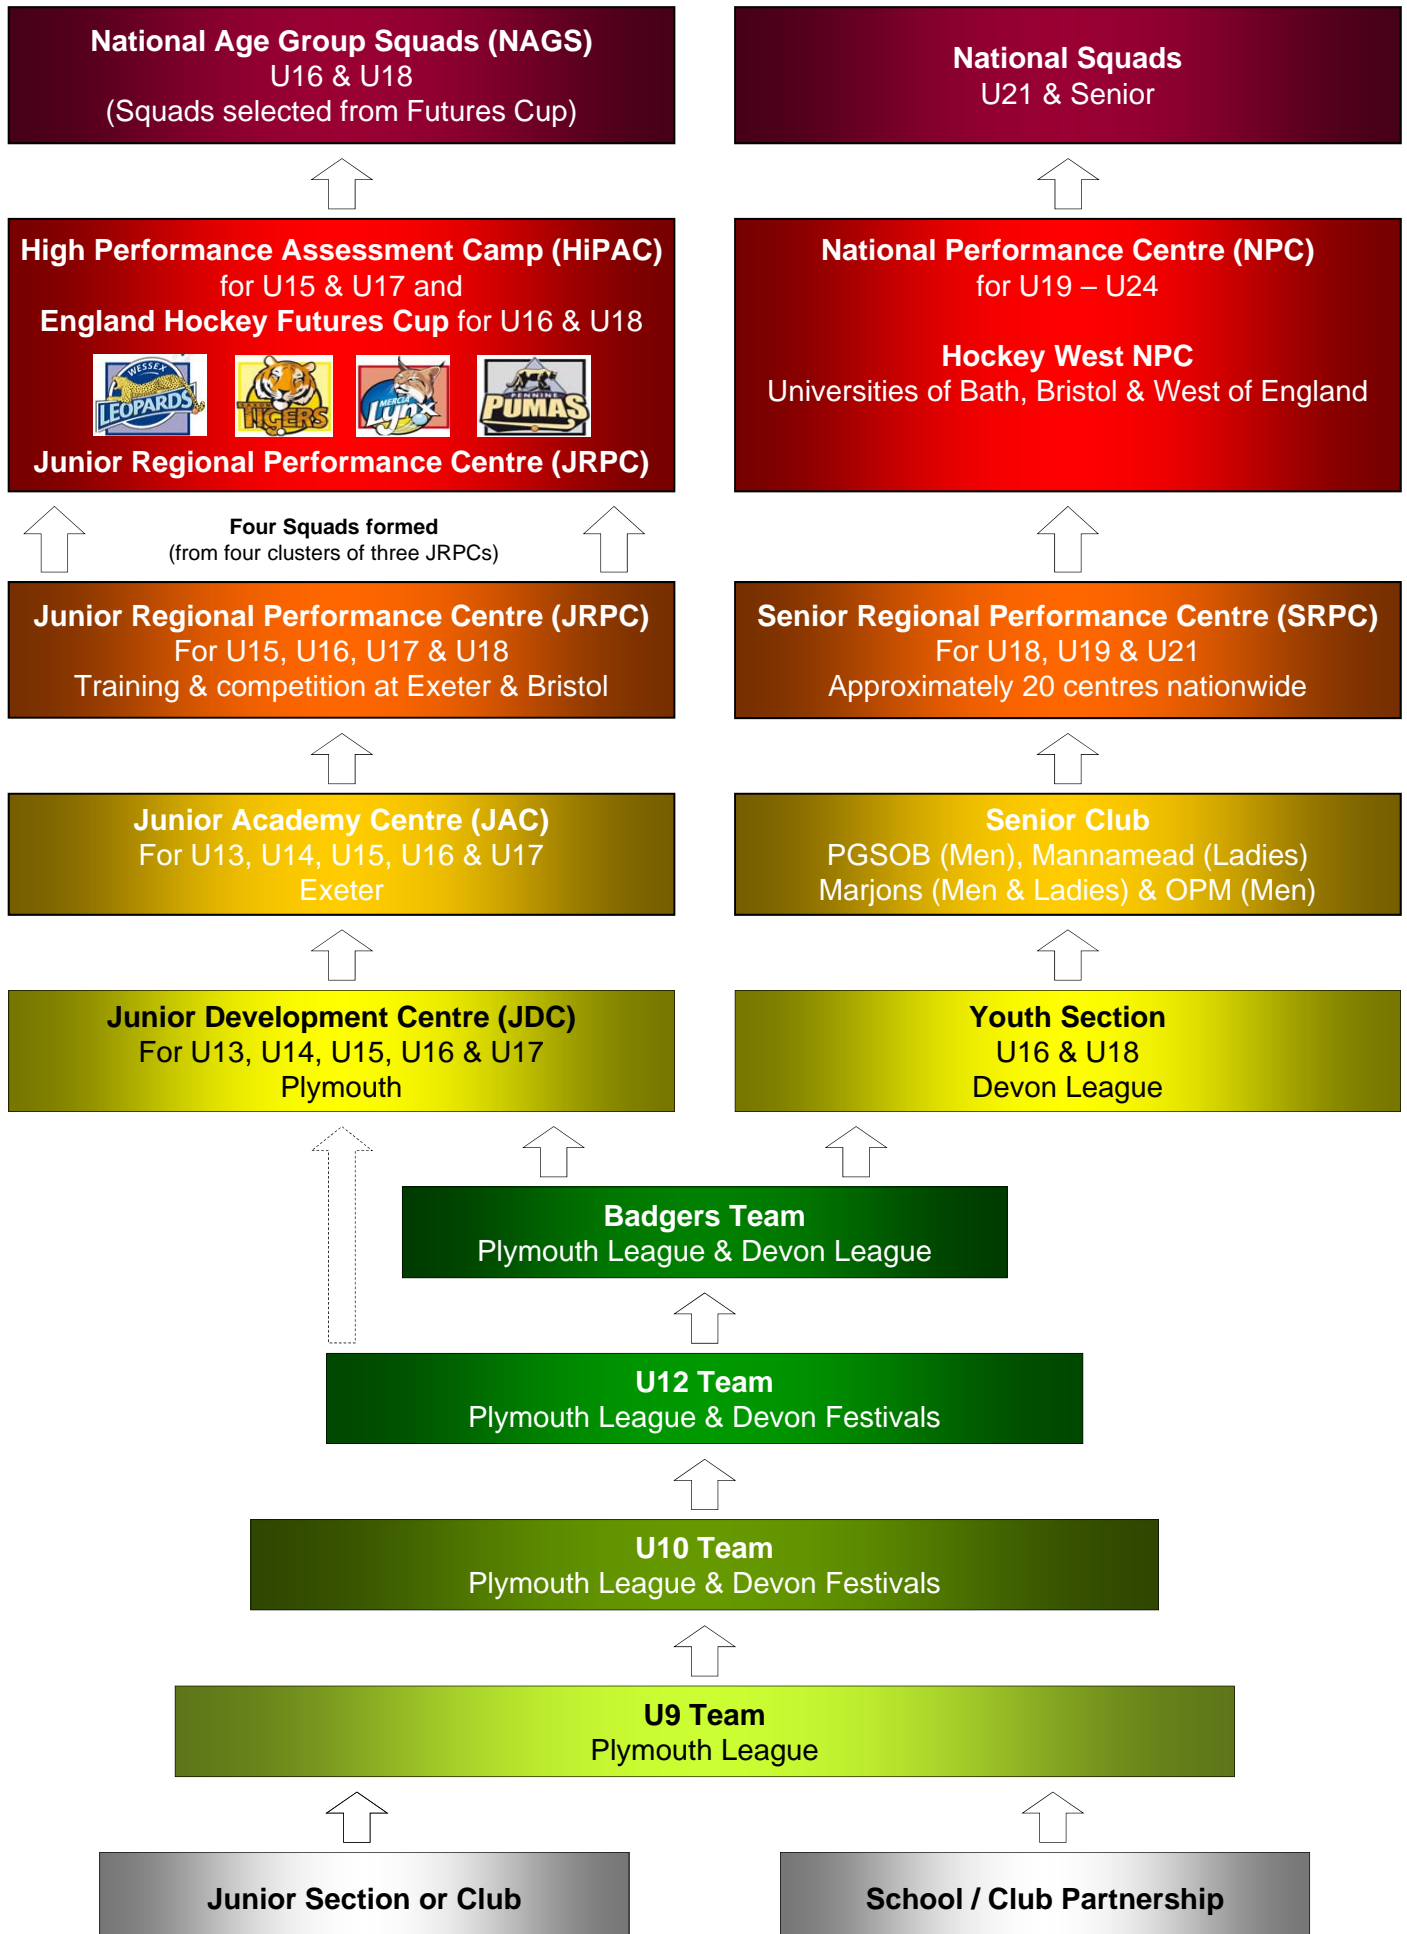 National Age Group Squads (NAGS)
U16 & U18
(Squads selected from Futures Cup)
National Squads
U21 & Senior
High Performance Assessment Camp (HiPAC)
for U15 & U17 and
England Hockey Futures Cup for U16 & U18
WESSEX
LEOPARDS
TIGERS
MERCIA
Lynx
PENNINE
PUMAS
Junior Regional Performance Centre (JRPC)
National Performance Centre (NPC)
for U19 – U24
Hockey West NPC
Universities of Bath, Bristol & West of England
Four Squads formed
(from four clusters of three JRPCs)
Junior Regional Performance Centre (JRPC)
For U15, U16, U17 & U18
Training & competition at Exeter & Bristol
Senior Regional Performance Centre (SRPC)
For U18, U19 & U21
Approximately 20 centres nationwide
Junior Academy Centre (JAC)
For U13, U14, U15, U16 & U17
Exeter
Senior Club
PGSOB (Men), Mannamead (Ladies)
Marjons (Men & Ladies) & OPM (Men)
Junior Development Centre (JDC)
For U13, U14, U15, U16 & U17
Plymouth
Youth Section
U16 & U18
Devon League
Badgers Team
Plymouth League & Devon League
U12 Team
Plymouth League & Devon Festivals
U10 Team
Plymouth League & Devon Festivals
U9 Team
Plymouth League
Junior Section or Club
School / Club Partnership